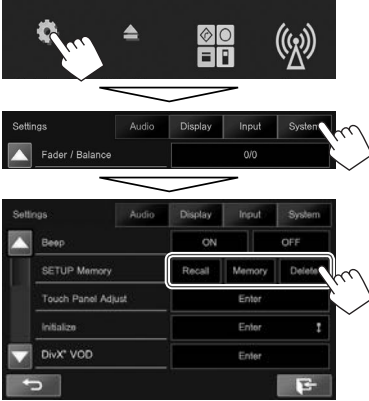 Settings Audio Display Input System
Fader / Balance 0/0
Settings Audio Display Input System
Beep ON OFF
SETUP Memory Recall Memory Delete
Touch Panel Adjust Enter
Initialize Enter
DivX® VOD Enter